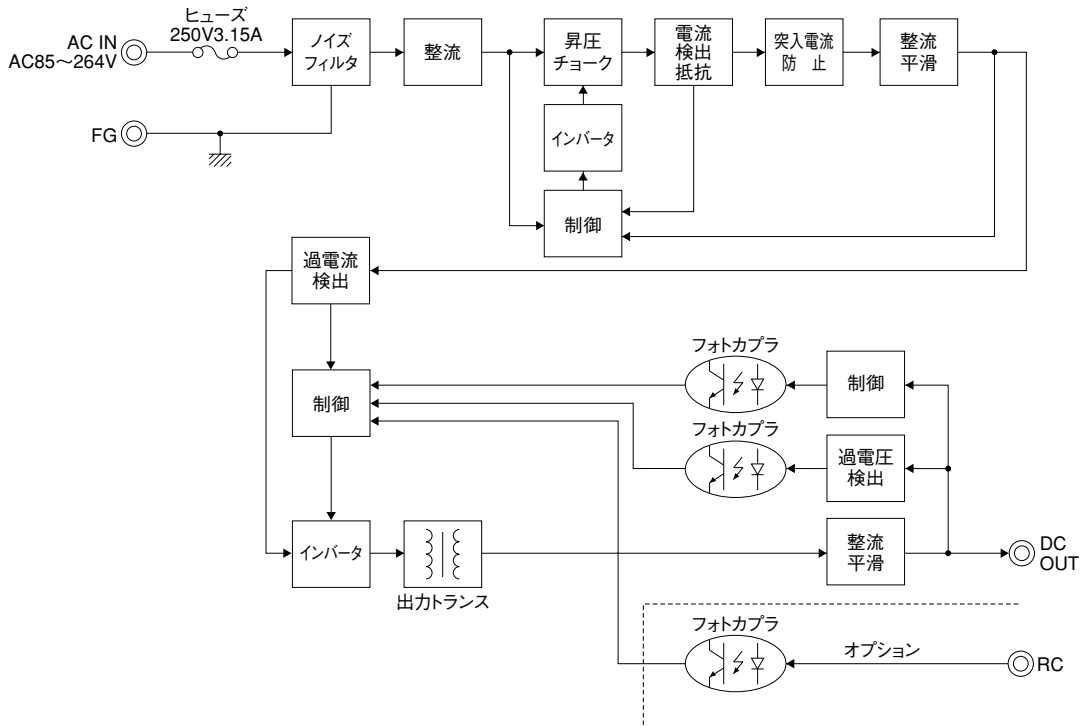 ヒューズ
250V3.15A
AC IN
AC85～264V
ノイズ
フィルタ
整流
昇圧
チョーク
電流
検出
抵抗
突入電流
防　止
整流
平滑
FG
インバータ
制御
過電流
検出
フォトカプラ
制御
制御
フォトカプラ
過電圧
検出
インバータ
出力トランス
整流
平滑
DC
OUT
フォトカプラ
オプション
RC